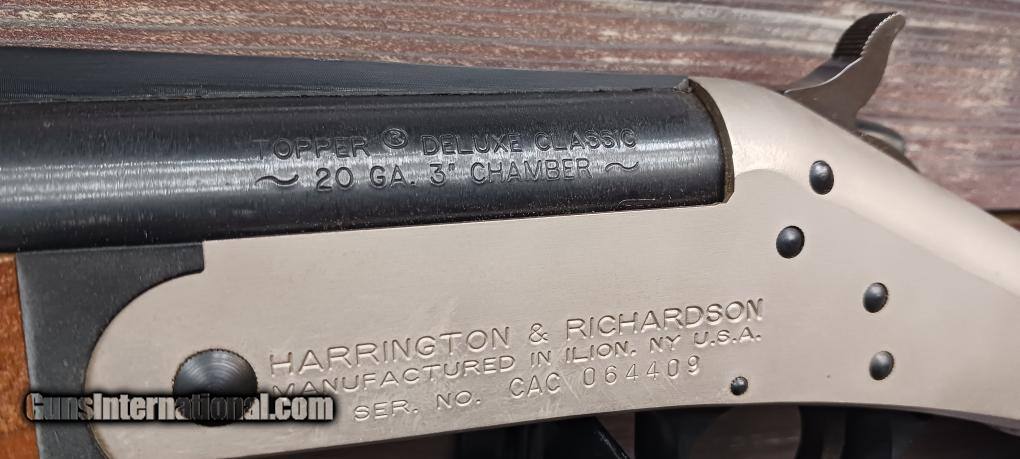 TOPPER ® DELUXE CLASSIC
~ 20 GA. 3" CHAMBER ~
HARRINGTON & RICHARDSON
MANUFACTURED IN ILION, NY U.S.A.
SER. NO. CAC 064409
GunsInternational.com